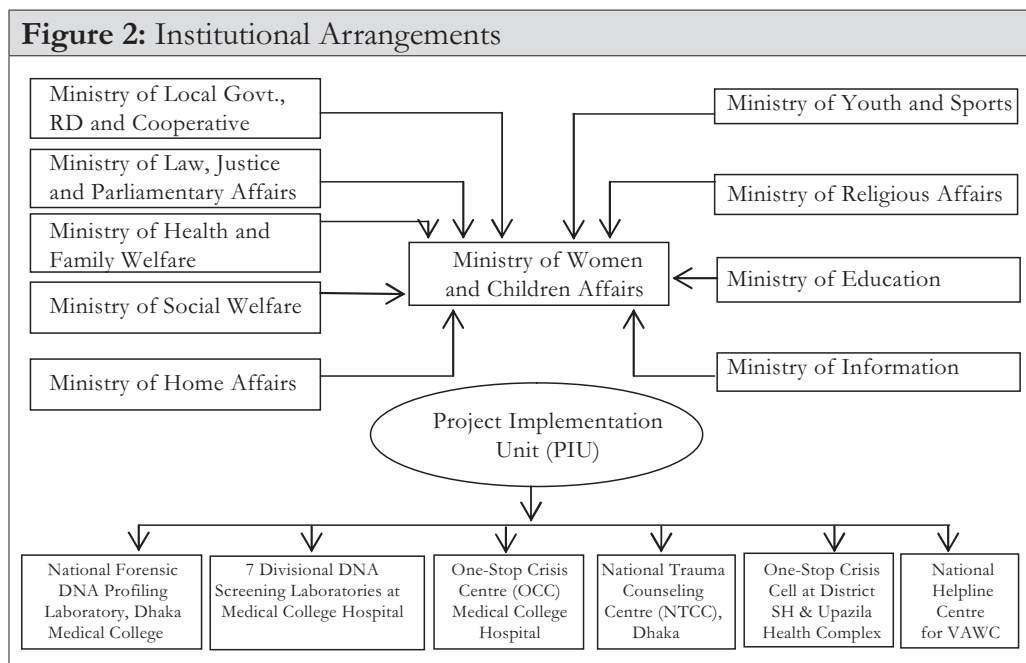 Figure 2: Institutional Arrangements
Ministry of Local Govt.,
RD and Cooperative
Ministry of Law, Justice
and Parliamentary Affairs
Ministry of Health and
Family Welfare
Ministry of Social Welfare
Ministry of Home Affairs
Ministry of Youth and Sports
Ministry of Religious Affairs
Ministry of Education
Ministry of Information
Ministry of Women
and Children Affairs
Project Implementation
Unit (PIU)
National Forensic
DNA Profiling
Laboratory, Dhaka
Medical College
7 Divisional DNA
Screening Laboratories at
Medical College Hospital
One-Stop Crisis
Centre (OCC)
Medical College
Hospital
National Trauma
Counseling
Centre (NTCC),
Dhaka
One-Stop Crisis
Cell at District
SH & Upazila
Health Complex
National
Helpline
Centre
for VAWC